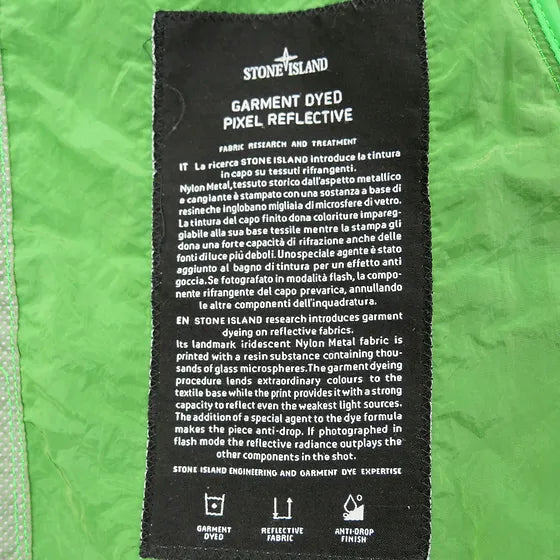 STONE ISLAND
GARMENT DYED
PIXEL REFLECTIVE
FABRIC RESEARCH AND TREATMENT
IT La ricerca STONE ISLAND introduce la tintura
in capo su tessuti rifrangenti.
Nylon Metal, tessuto storico dall'aspetto metallico
e cangiante è stampato con una sostanza a base di
resine che inglobano migliaia di microsfere di vetro.
La tintura del capo finito dona coloriture impareg-
giabile alla sua base tessile mentre la stampa gli
dona una forte capacità di rifrazione anche delle
fonti di luce più deboli. Uno speciale agente è stato
aggiunto al bagno di tintura per un effetto anti
goccia. Se fotografato in modalità flash, la compo-
nente rifrangente del capo prevarica, annullando
le altre componenti dell'inquadratura.
EN STONE ISLAND research introduces garment
dyeing on reflective fabrics.
Its landmark iridescent Nylon Metal fabric is
printed with a resin substance containing thou-
sands of glass microspheres. The garment dyeing
procedure lends extraordinary colours to the
textile base while the print provides it with a strong
capacity to reflect even the weakest light sources.
The addition of a special agent to the dye formula
makes the piece anti-drop. If photographed in
flash mode the reflective radiance outplays the
other components in the shot.
STONE ISLAND ENGINEERING AND GARMENT DYE EXPERTISE
GARMENT DYED
REFLECTIVE FABRIC
ANTI-DROP FINISH